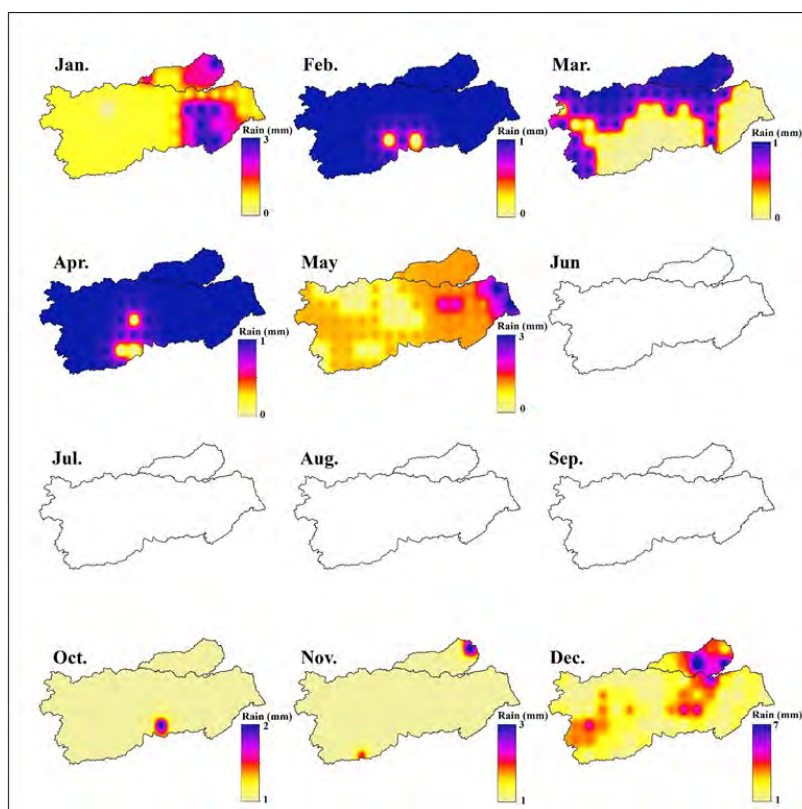 Jan.
Rain (mm)
3
0
Feb.
Rain (mm)
1
0
Mar.
Rain (mm)
1
0
Apr.
Rain (mm)
1
0
May
Rain (mm)
3
0
Jun
Jul.
Aug.
Sep.
Oct.
Rain (mm)
2
1
Nov.
Rain (mm)
3
1
Dec.
Rain (mm)
7
1